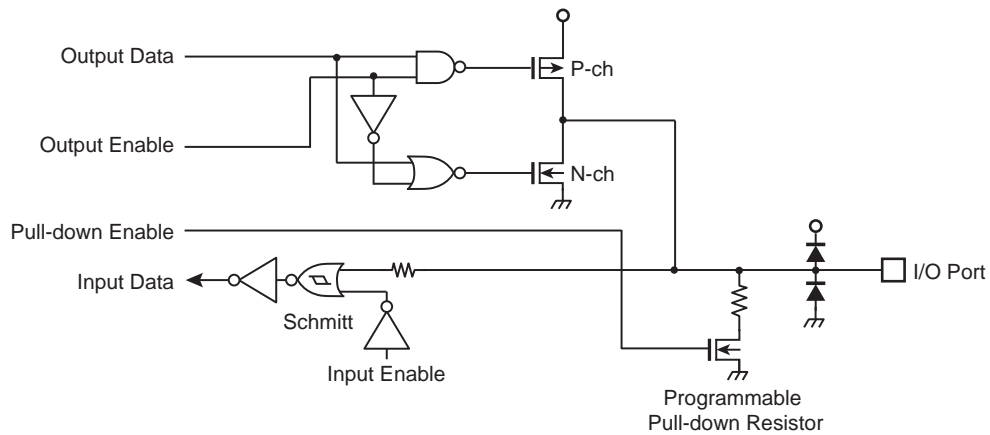 Output Data
P-ch
Output Enable
N-ch
Pull-down Enable
Input Data
I/O Port
Schmitt
Input Enable
Programmable
Pull-down Resistor